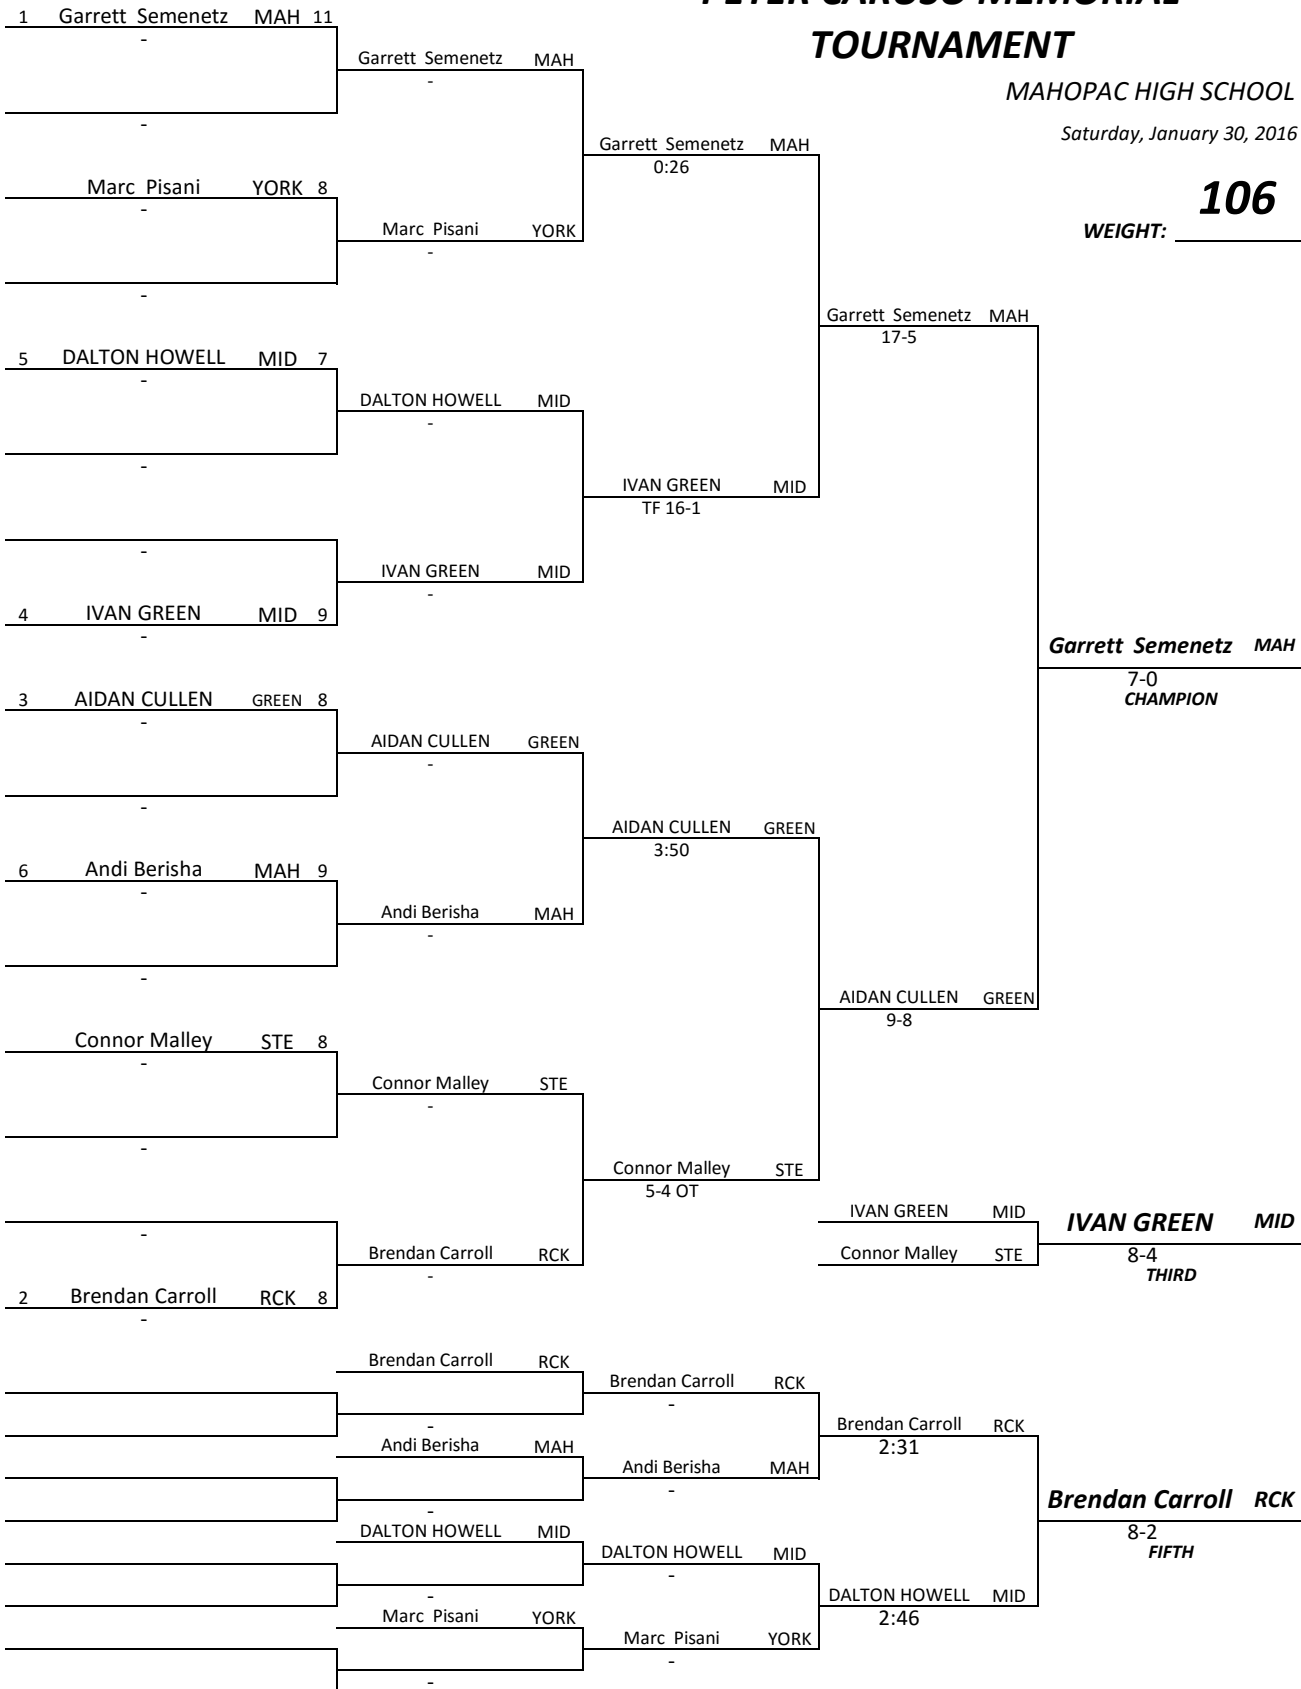 PETER CARUSO MEMORIAL
TOURNAMENT
MAHOPAC HIGH SCHOOL
Saturday, January 30, 2016
106
WEIGHT:
1 Garrett Semenetz MAH 11
-
Garrett Semenetz MAH
-
-
Garrett Semenetz MAH
0:26
Marc Pisani YORK 8
-
Marc Pisani YORK
-
-
Garrett Semenetz MAH
17-5
5 DALTON HOWELL MID 7
-
DALTON HOWELL MID
-
-
IVAN GREEN MID
TF 16-1
-
IVAN GREEN MID
-
4 IVAN GREEN MID 9
-
Garrett Semenetz MAH
7-0
CHAMPION
3 AIDAN CULLEN GREEN 8
-
AIDAN CULLEN GREEN
-
-
AIDAN CULLEN GREEN
3:50
6 Andi Berisha MAH 9
-
Andi Berisha MAH
-
-
AIDAN CULLEN GREEN
9-8
Connor Malley STE 8
-
Connor Malley STE
-
-
Connor Malley STE
5-4 OT
-
Brendan Carroll RCK
-
2 Brendan Carroll RCK 8
-
IVAN GREEN MID
Connor Malley STE
IVAN GREEN MID
8-4
THIRD
Brendan Carroll RCK
-
Brendan Carroll RCK
-
Andi Berisha MAH
-
Andi Berisha MAH
-
Brendan Carroll RCK
2:31
DALTON HOWELL MID
-
DALTON HOWELL MID
-
Marc Pisani YORK
-
Marc Pisani YORK
-
DALTON HOWELL MID
2:46
Brendan Carroll RCK
8-2
FIFTH